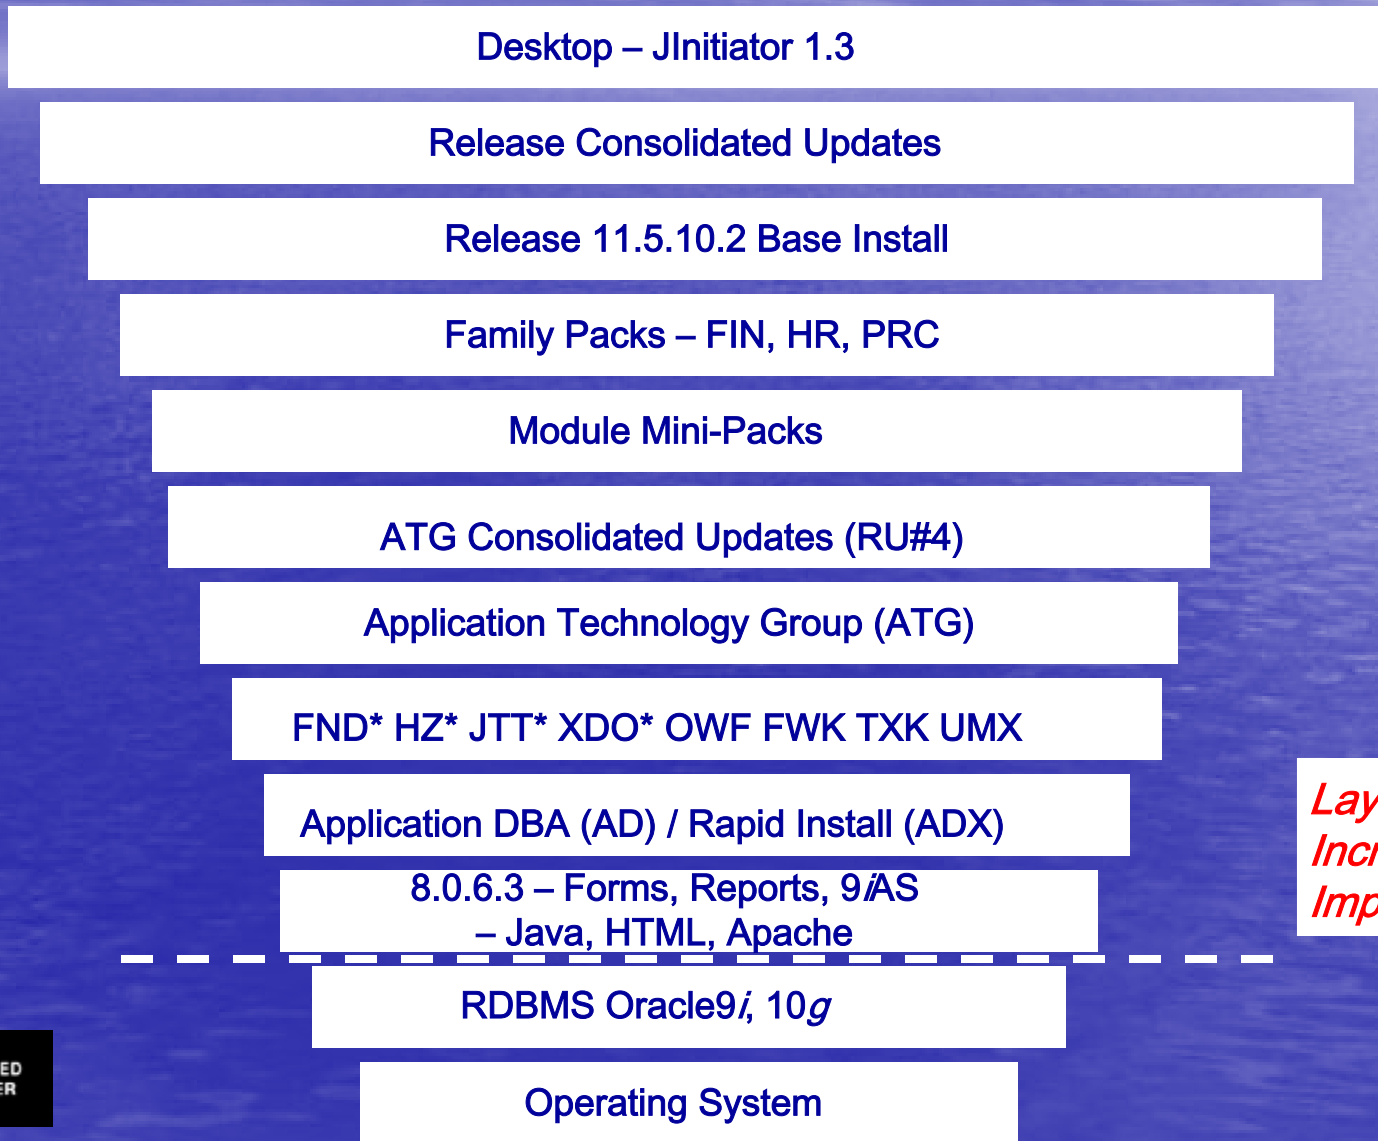 Desktop – JInitiator 1.3
Release Consolidated Updates
Release 11.5.10.2 Base Install
Family Packs – FIN, HR, PRC
Module Mini-Packs
ATG Consolidated Updates (RU#4)
Application Technology Group (ATG)
FND* HZ* JTT* XDO* OWF FWK TXK UMX
Application DBA (AD) / Rapid Install (ADX)
8.0.6.3 – Forms, Reports, 9iAS
– Java, HTML, Apache
RDBMS Oracle9i, 10g
Operating System